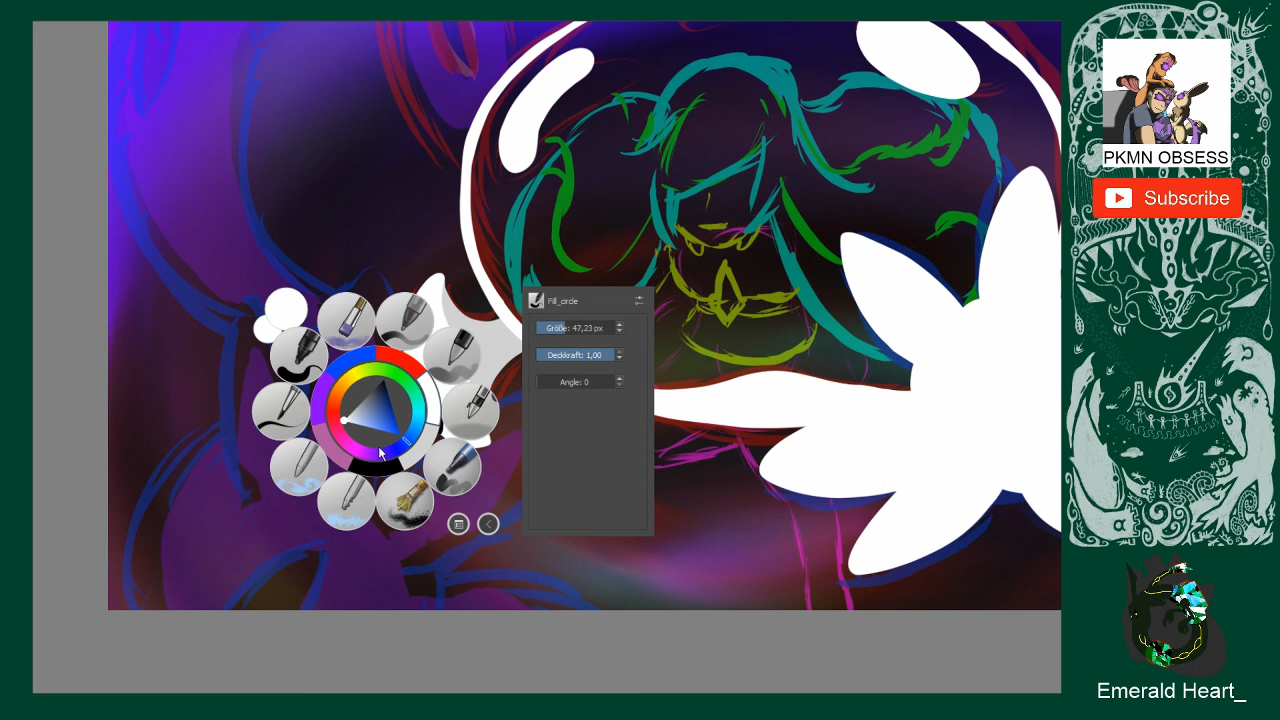 PKMN OBSESS
Subscribe
Fill_circle
Größe: 47,23 px
Deckkraft: 1,00
Angle: 0
Emerald Heart_